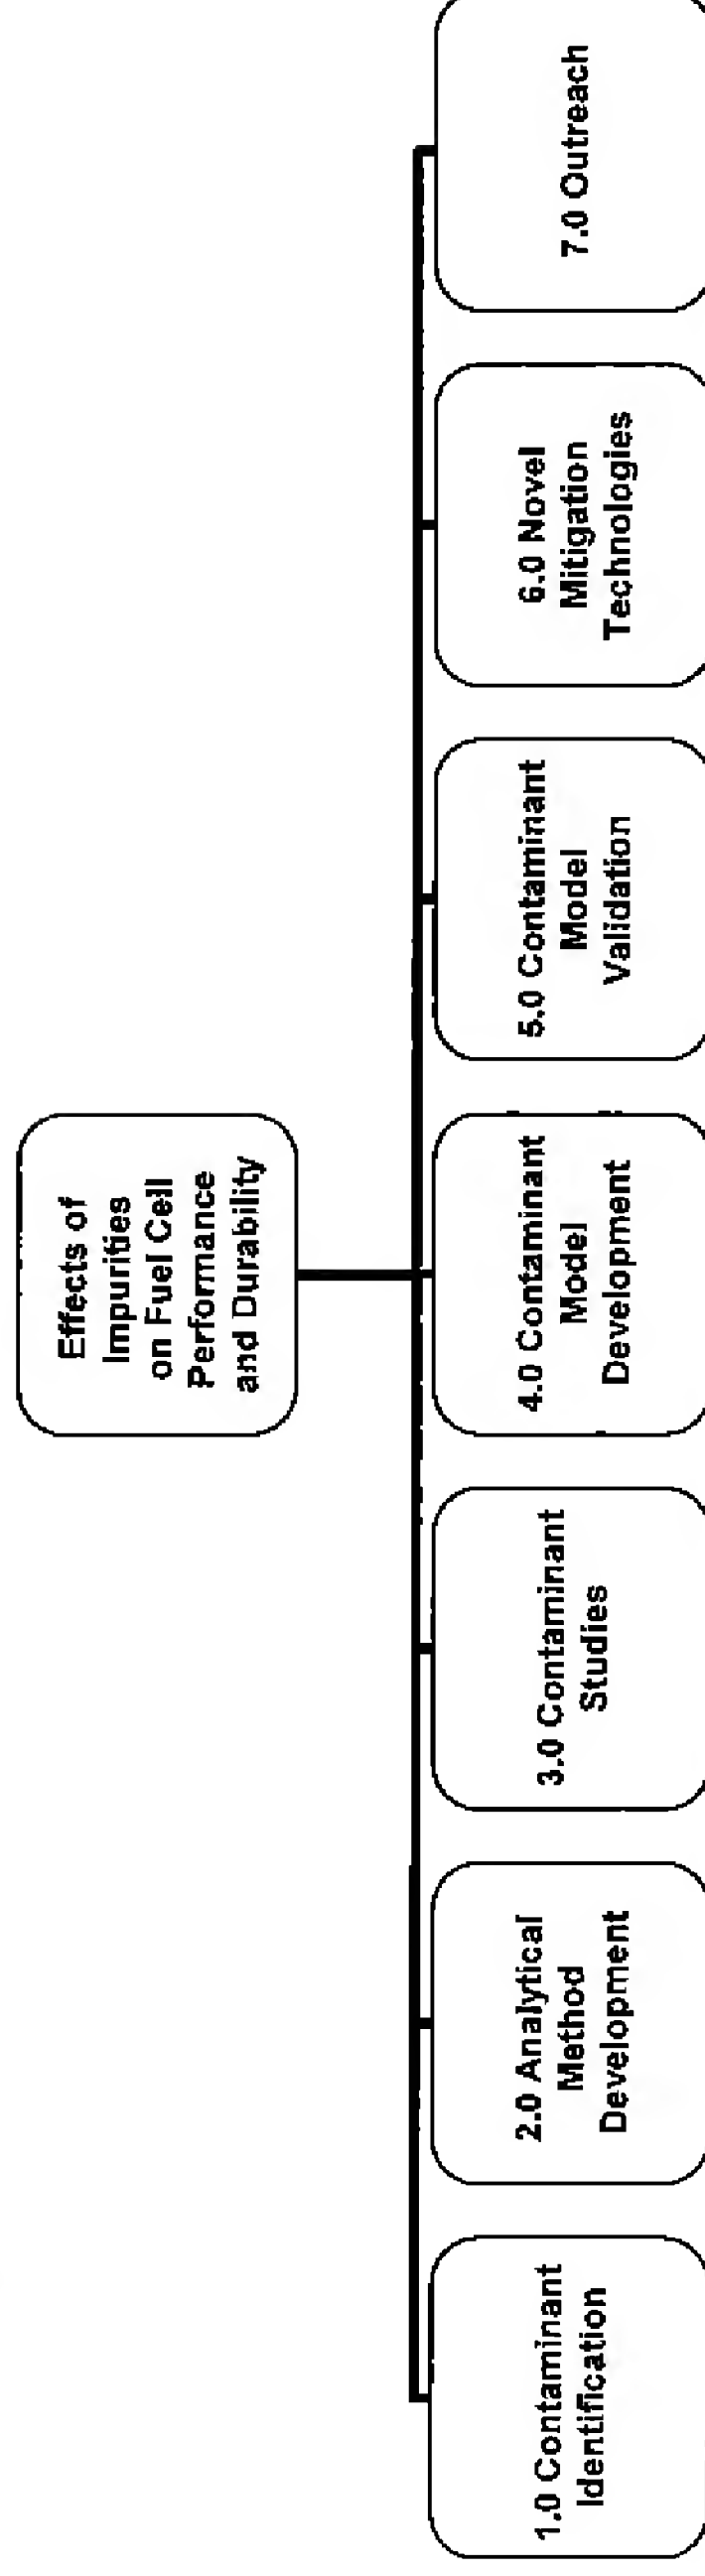 Effects of
Impurities
on Fuel Cell
Performance
and Durability
1.0 Contaminant
Identification
2.0 Analytical
Method
Development
3.0 Contaminant
Studies
4.0 Contaminant
Model
Development
5.0 Contaminant
Model
Validation
6.0 Novel
Mitigation
Technologies
7.0 Outreach